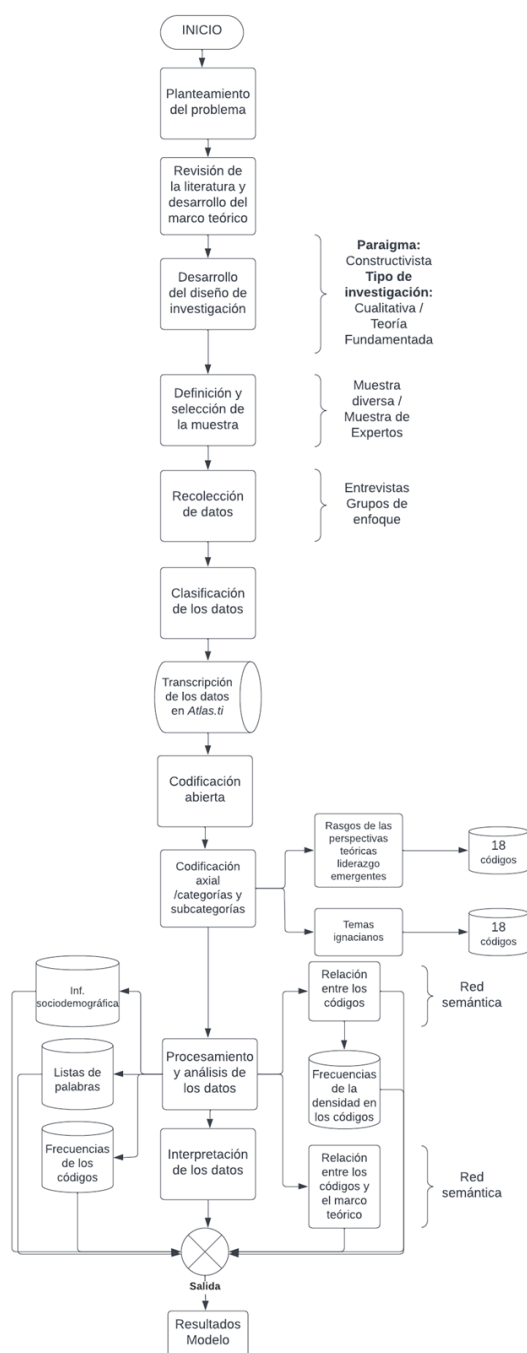 INICIO
Planteamiento
del problema
Revisión de
la literatura y
desarrollo del
marco teórico
Desarrollo
del diseño de
investigación
Paraigma:
Constructivista
Tipo de
investigación:
Cualitativa /
Teoría
Fundamentada
Definición y
selección de
la muestra
Muestra
diversa /
Muestra de
Expertos
Recolección
de datos
Entrevistas
Grupos de
enfoque
Clasificación
de los datos
Transcripción
de los datos
en Atlas.ti
Codificación
abierta
Codificación
axial
/categorías y
subcategorías
Rasgos de las
perspectivas
teóricas
liderazgo
emergentes
18
códigos
Temas
ignacianos
18
códigos
Inf.
sociodemográfica
Listas de
palabras
Frecuencias
de los
códigos
Procesamiento
y análisis de
los datos
Relación
entre los
códigos
Red
semántica
Frecuencias
de la
densidad en
los códigos
Interpretación
de los datos
Relación
entre los
códigos y
el marco
teórico
Red
semántica
Salida
Resultados
Modelo